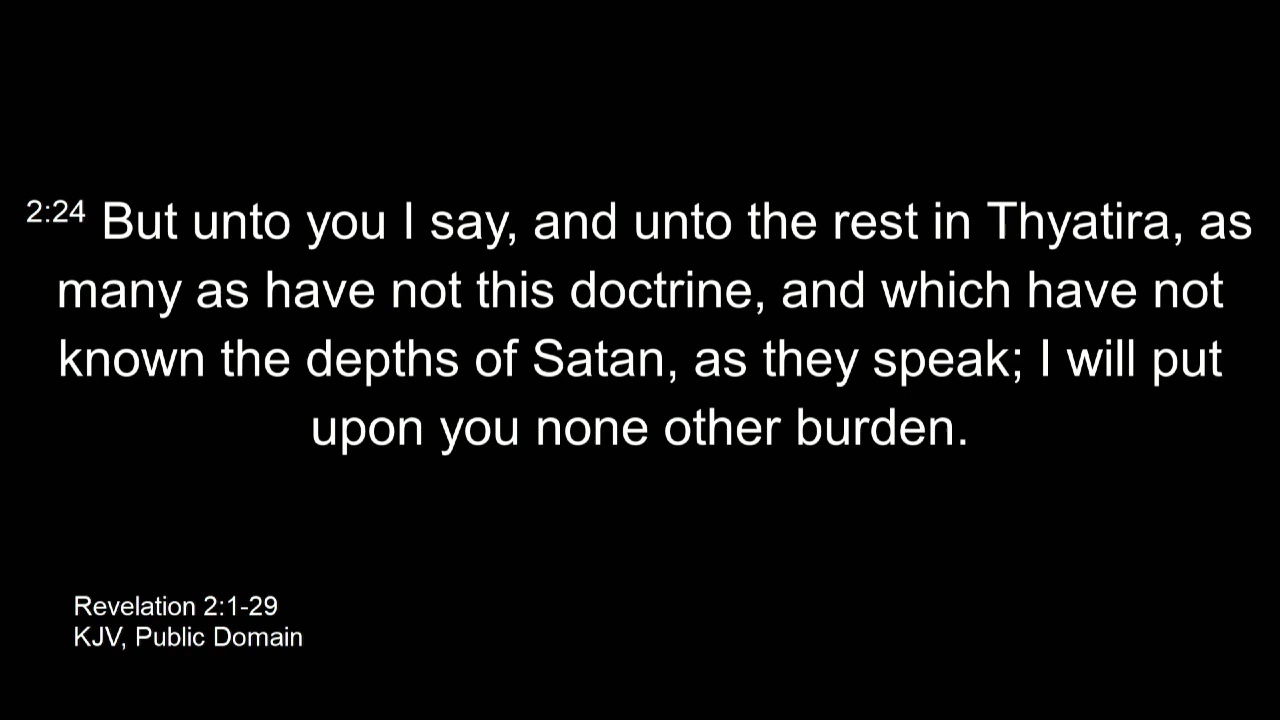 2:24 But unto you I say, and unto the rest in Thyatira, as
many as have not this doctrine, and which have not
known the depths of Satan, as they speak; I will put
upon you none other burden.
Revelation 2:1-29
KJV, Public Domain